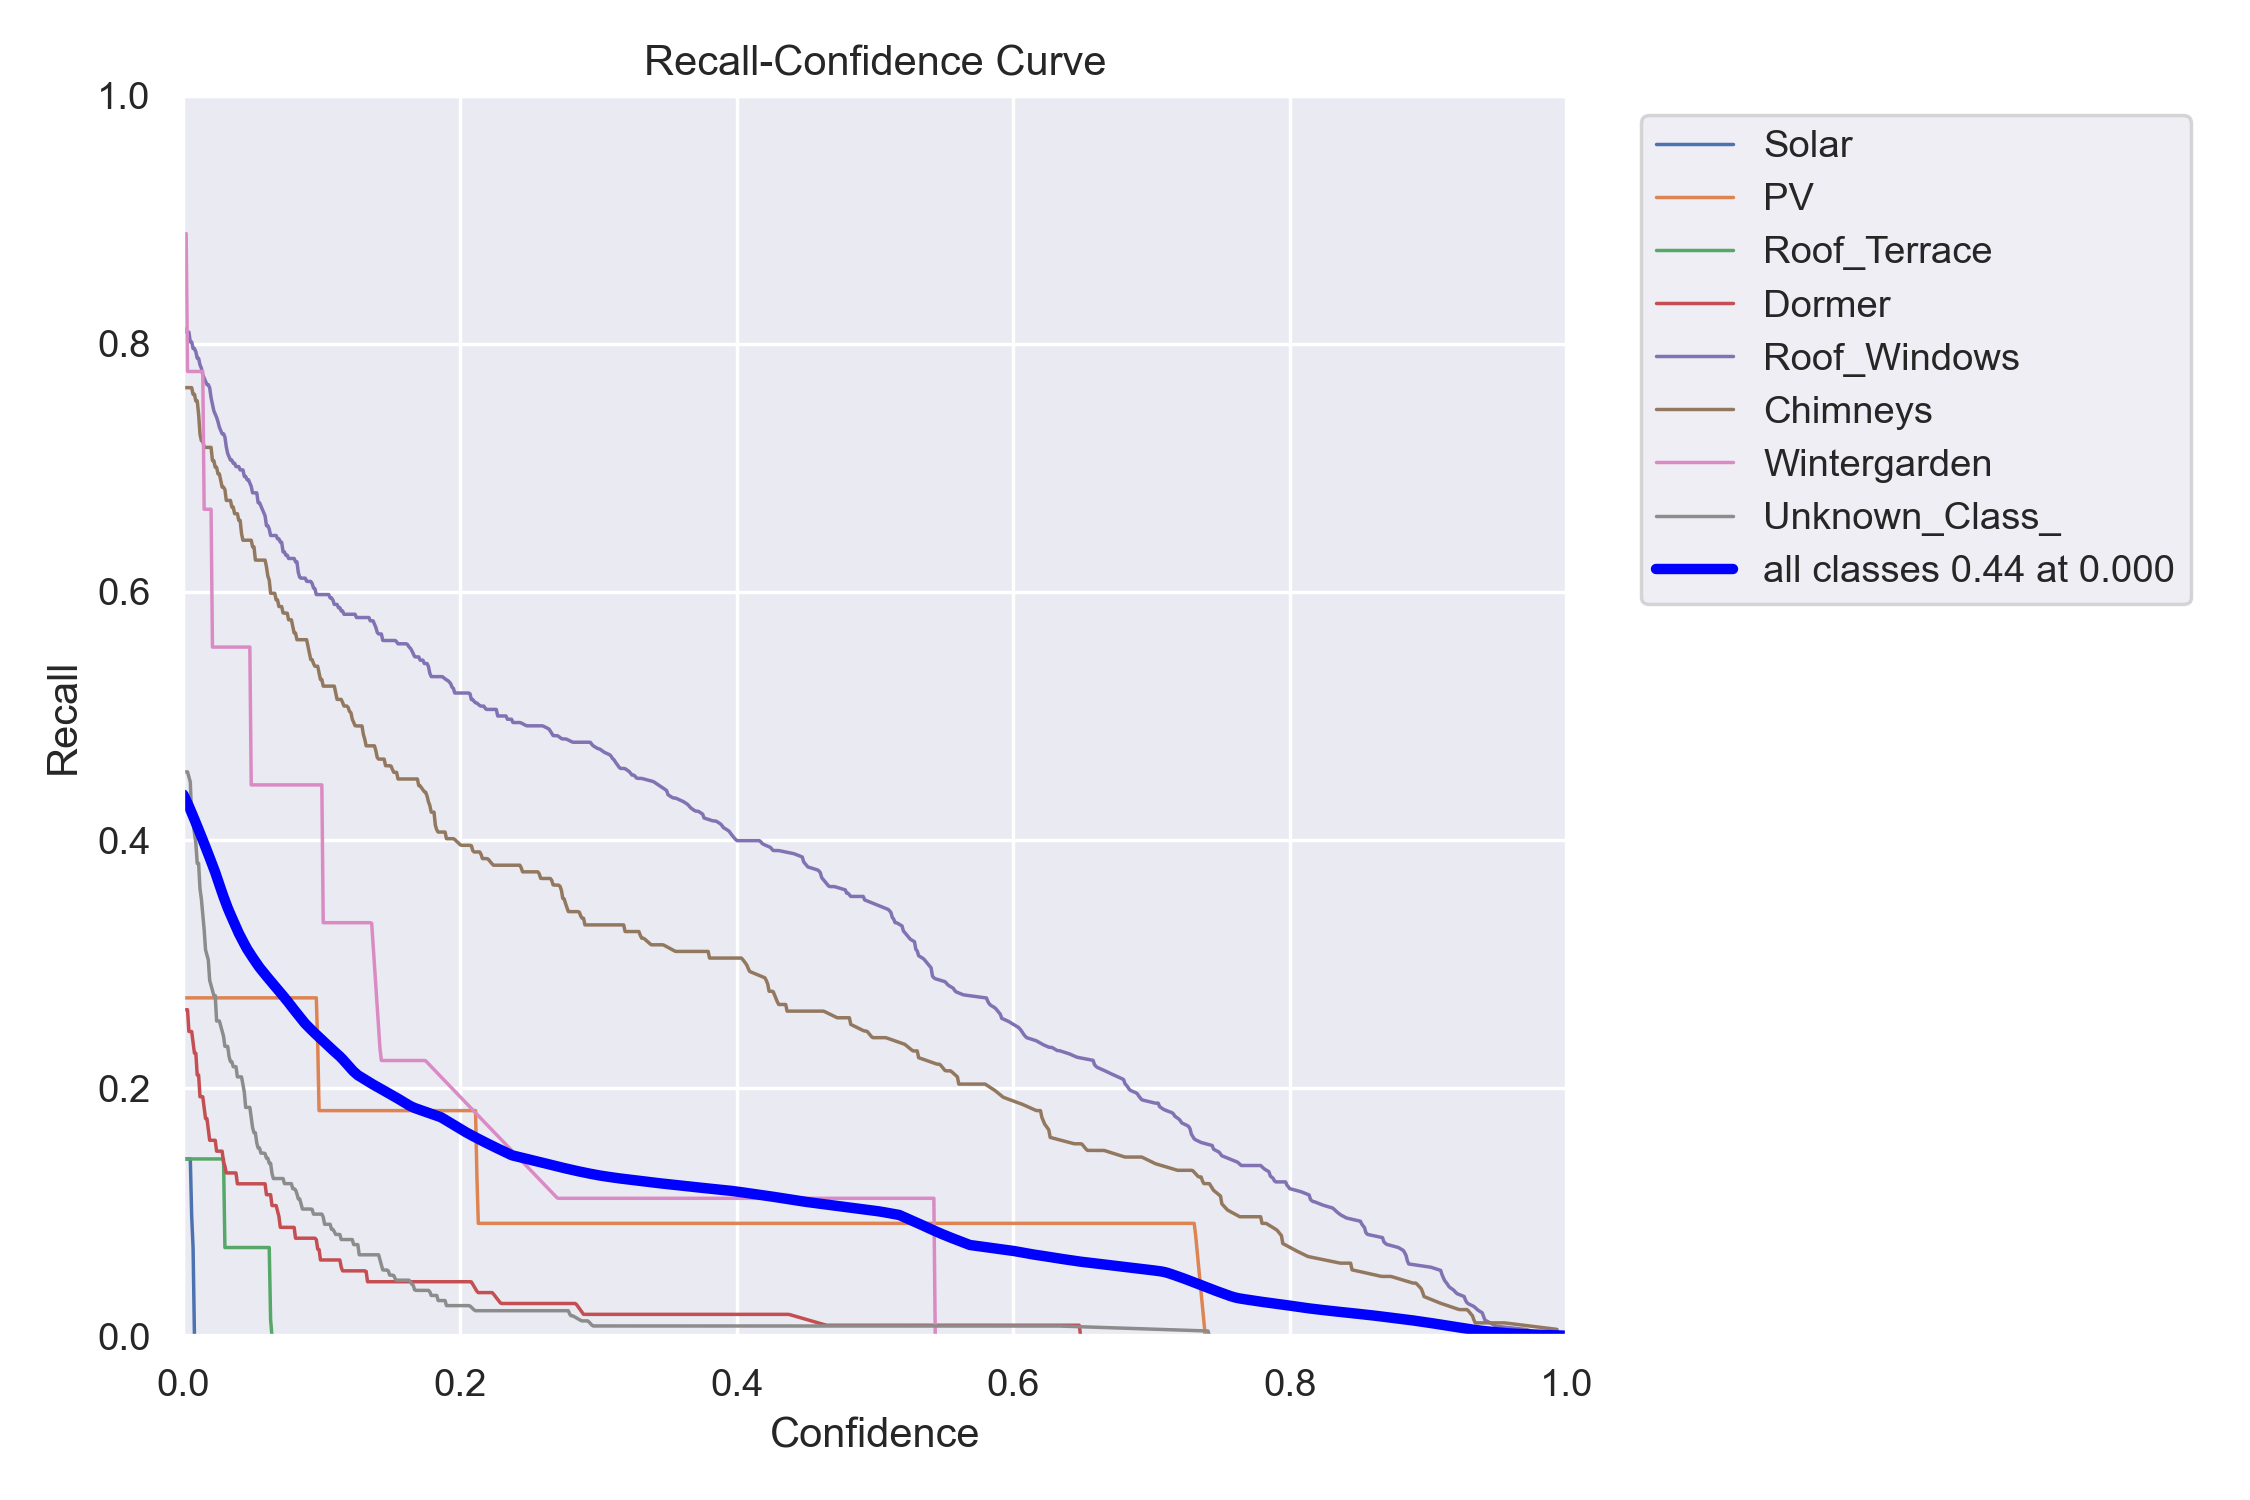 Recall-Confidence Curve
1.0
0.8
0.6
0.4
0.2
0.0
Recall
0.0 0.2 0.4 0.6 0.8 1.0
Confidence
Solar
PV
Roof_Terrace
Dormer
Roof_Windows
Chimneys
Wintergarden
Unknown_Class_
all classes 0.44 at 0.000